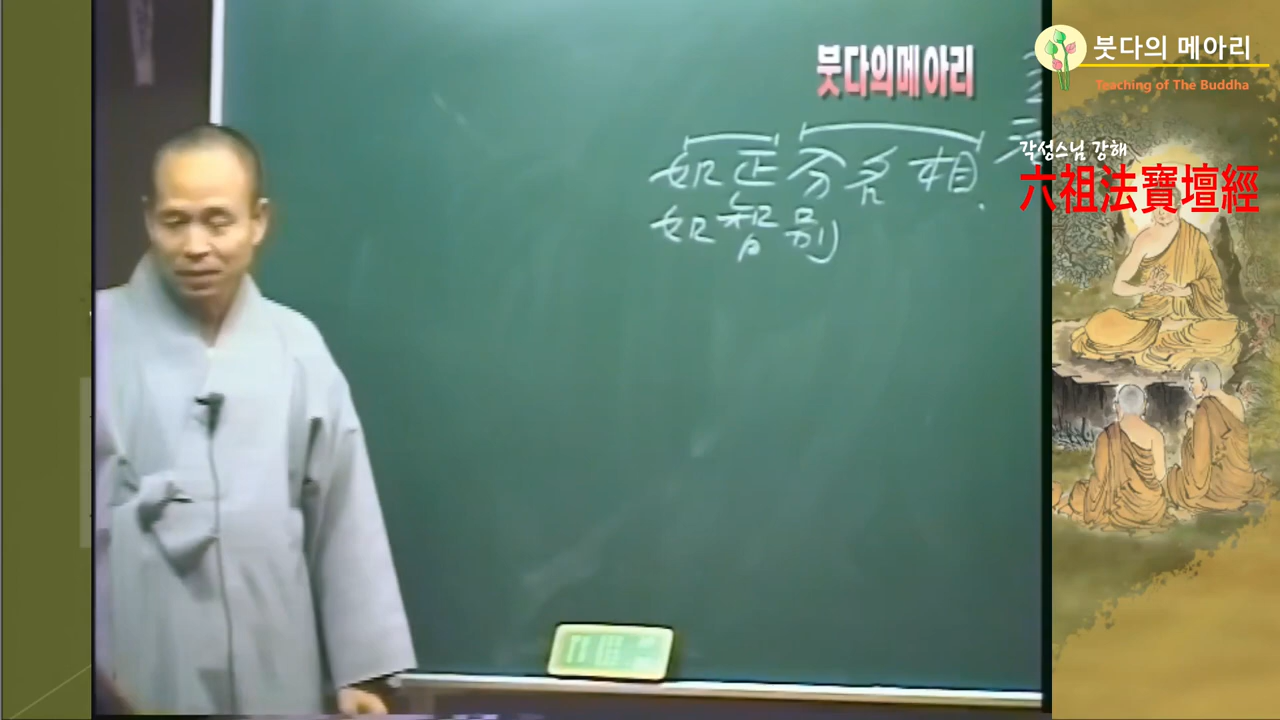 붓다의 메아리
Teaching of The Buddha
붓다의메아리
각성스님 강해
六祖法寶壇經
如正分名相
如智別